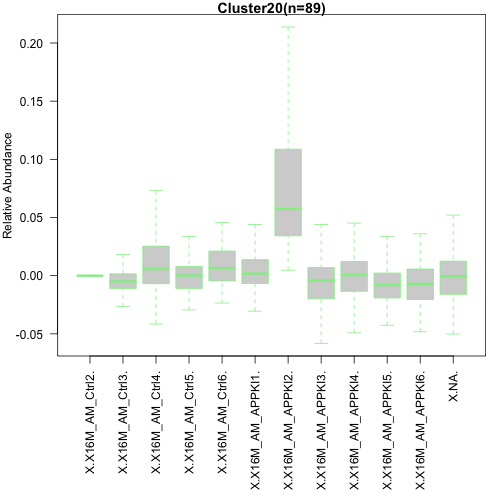 Cluster20(n=89)
Relative Abundance
0.20
0.15
0.10
0.05
0.00
-0.05
X.X16M_AM_Ctrl2.
X.X16M_AM_Ctrl3.
X.X16M_AM_Ctrl4.
X.X16M_AM_Ctrl5.
X.X16M_AM_Ctrl6.
X.X16M_AM_APPKI1.
X.X16M_AM_APPKI2.
X.X16M_AM_APPKI3.
X.X16M_AM_APPKI4.
X.X16M_AM_APPKI5.
X.X16M_AM_APPKI6.
X.NA.